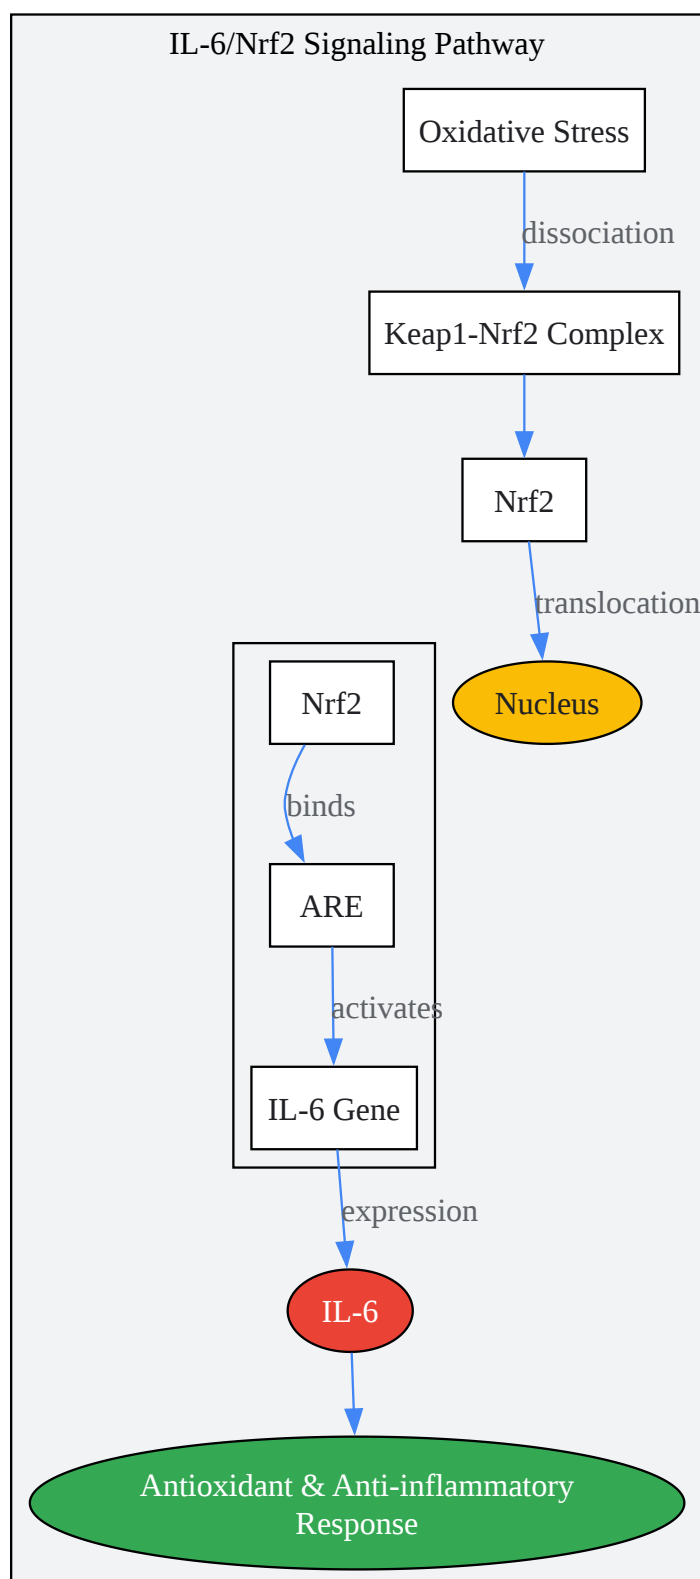 IL-6/Nrf2 Signaling Pathway
Oxidative Stress
dissociation
Keap1-Nrf2 Complex
Nrf2
translocation
Nucleus
Nrf2
binds
ARE
activates
IL-6 Gene
expression
IL-6
Antioxidant & Anti-inflammatory
Response